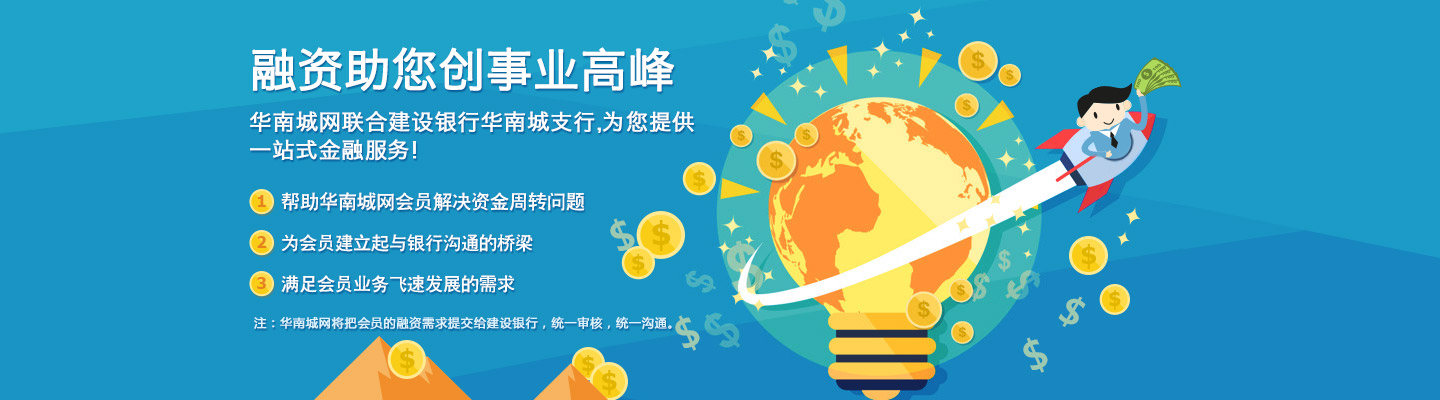 融资助您创事业高峰
华南城网联合建设银行华南城支行,为您提供
一站式金融服务!
1 帮助华南城网会员解决资金周转问题
2 为会员建立起与银行沟通的桥梁
3 满足会员业务飞速发展的需求
注：华南城网将把会员的融资需求提交给建设银行，统一审核，统一沟通。